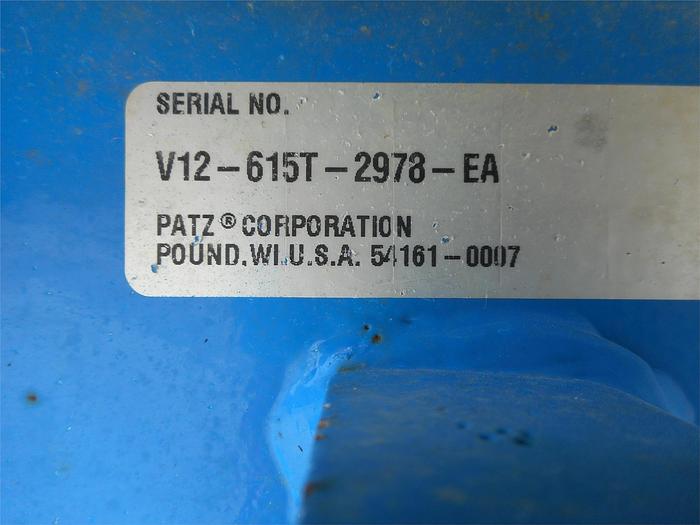 SERIAL NO.
V12-615T-2978-EA
PATZ® CORPORATION
POUND, WI. U.S.A. 54161-0007